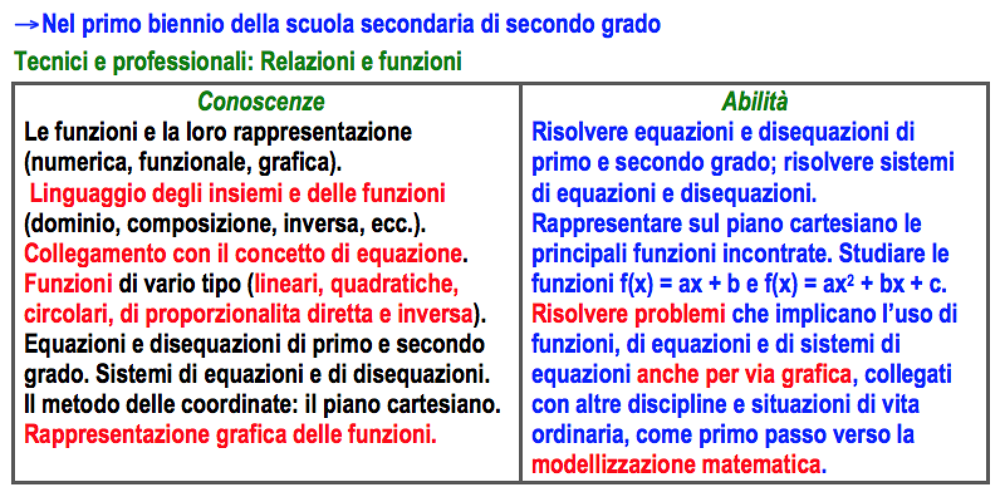 →Nel primo biennio della scuola secondaria di secondo grado
Tecnici e professionali: Relazioni e funzioni
Conoscenze
Le funzioni e la loro rappresentazione
(numerica, funzionale, grafica).
Linguaggio degli insiemi e delle funzioni
(dominio, composizione, inversa, ecc.).
Collegamento con il concetto di equazione.
Funzioni di vario tipo (lineari, quadratiche,
circolari, di proporzionalita diretta e inversa).
Equazioni e disequazioni di primo e secondo
grado. Sistemi di equazioni e di disequazioni.
Il metodo delle coordinate: il piano cartesiano.
Rappresentazione grafica delle funzioni.
Abilità
Risolvere equazioni e disequazioni di
primo e secondo grado; risolvere sistemi
di equazioni e disequazioni.
Rappresentare sul piano cartesiano le
principali funzioni incontrate. Studiare le
funzioni f(x) = ax + b e f(x) = ax² + bx + c.
Risolvere problemi che implicano l’uso di
funzioni, di equazioni e di sistemi di
equazioni anche per via grafica, collegati
con altre discipline e situazioni di vita
ordinaria, come primo passo verso la
modellizzazione matematica.